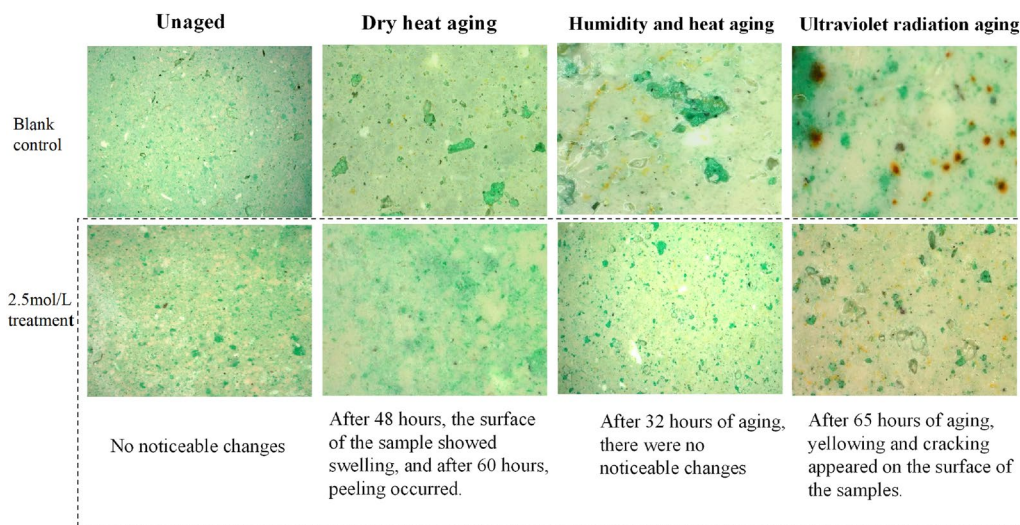 Unaged
Dry heat aging
Humidity and heat aging
Ultraviolet radiation aging
Blank
control
2.5mol/L
treatment
No noticeable changes
After 48 hours, the surface
of the sample showed
swelling, and after 60 hours,
peeling occurred.
After 32 hours of aging,
there were no
noticeable changes
After 65 hours of aging,
yellowing and cracking
appeared on the surface of
the samples.